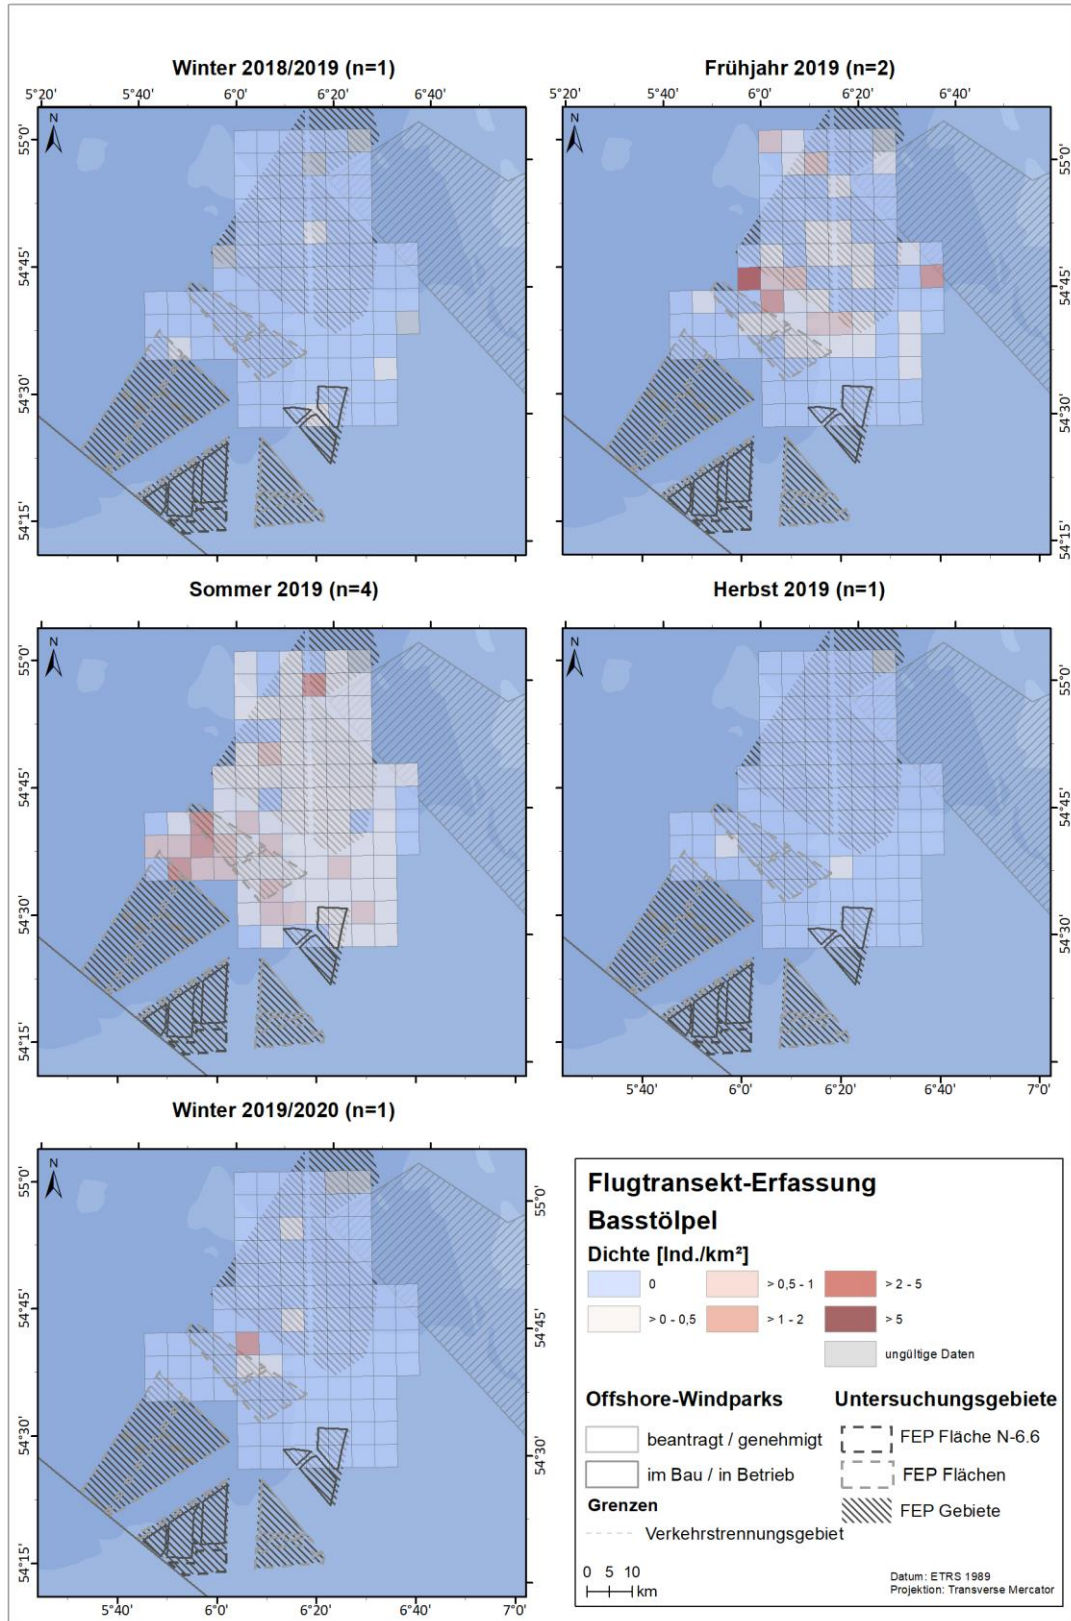 Winter 2018/2019 (n=1)
5°20' 5°40' 6°0' 6°20' 6°40'
N
55°0'
54°45'
54°30'
54°15'
Frühjahr 2019 (n=2)
5°20' 5°40' 6°0' 6°20' 6°40'
N
55°0'
54°45'
54°30'
54°15'
Sommer 2019 (n=4)
N
55°0'
54°45'
54°30'
54°15'
Herbst 2019 (n=1)
N
55°0'
54°45'
54°30'
5°40' 6°0' 6°20' 6°40' 7°0'
Winter 2019/2020 (n=1)
N
55°0'
54°45'
54°30'
54°15'
55°0'
54°45'
54°30'
5°40' 6°0' 6°20' 6°40' 7°0'
Flugtransekt-Erfassung
Basstölpel
Dichte [Ind./km²]
0 > 0,5 - 1 > 2 - 5
> 0 - 0,5 > 1 - 2 > 5
ungültige Daten
Offshore-Windparks
beantragt / genehmigt
im Bau / in Betrieb
Grenzen
Verkehrstrennungsgebiet
Untersuchungsgebiete
FEP Fläche N-6.6
FEP Flächen
FEP Gebiete
0 5 10
km
Datum: ETRS 1989
Projektion: Transverse Mercator